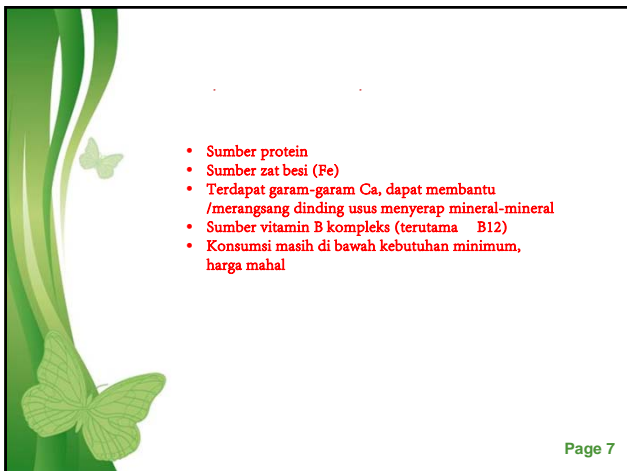 • Sumber protein
• Sumber zat besi (Fe)
• Terdapat garam-garam Ca, dapat membantu
/merangsang dinding usus menyerap mineral-mineral
• Sumber vitamin B kompleks (terutama B12)
• Konsumsi masih di bawah kebutuhan minimum,
harga mahal
Page 7